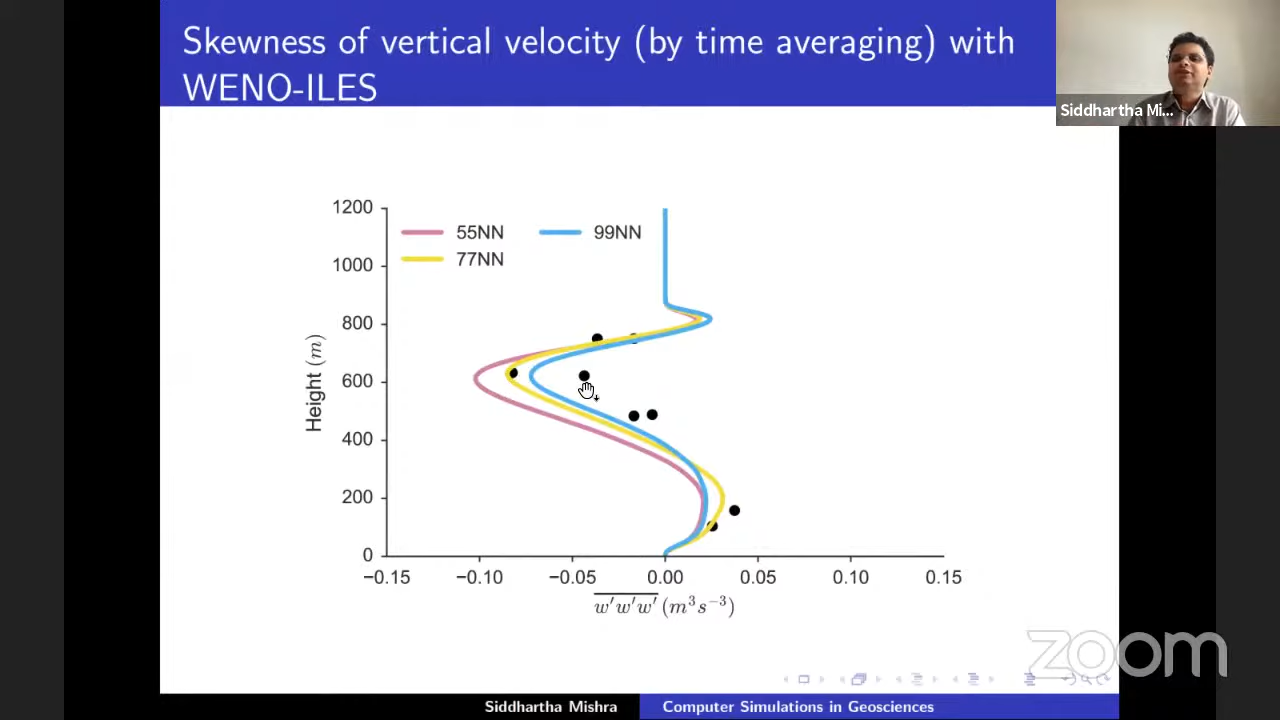 Skewness of vertical velocity (by time averaging) with
WENO-ILES
Siddhartha Mi...
1200
1000
800
600
400
200
0
Height (m)
55NN
77NN
99NN
−0.15
−0.10
−0.05
0.00
0.05
0.10
0.15
w′w′w′ (m³s⁻³)
zoom
Siddhartha Mishra
Computer Simulations in Geosciences